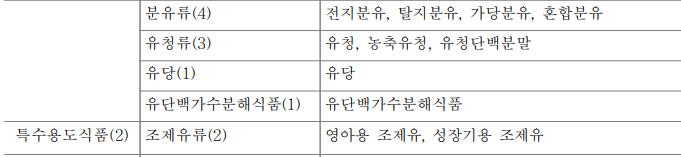 분유류(4) 전지분유, 탈지분유, 가당분유, 혼합분유
유청류(3) 유청, 농축유청, 유청단백분말
유당(1) 유당
유단백가수분해식품(1) 유단백가수분해식품
특수용도식품(2) 조제유류(2) 영아용 조제유, 성장기용 조제유